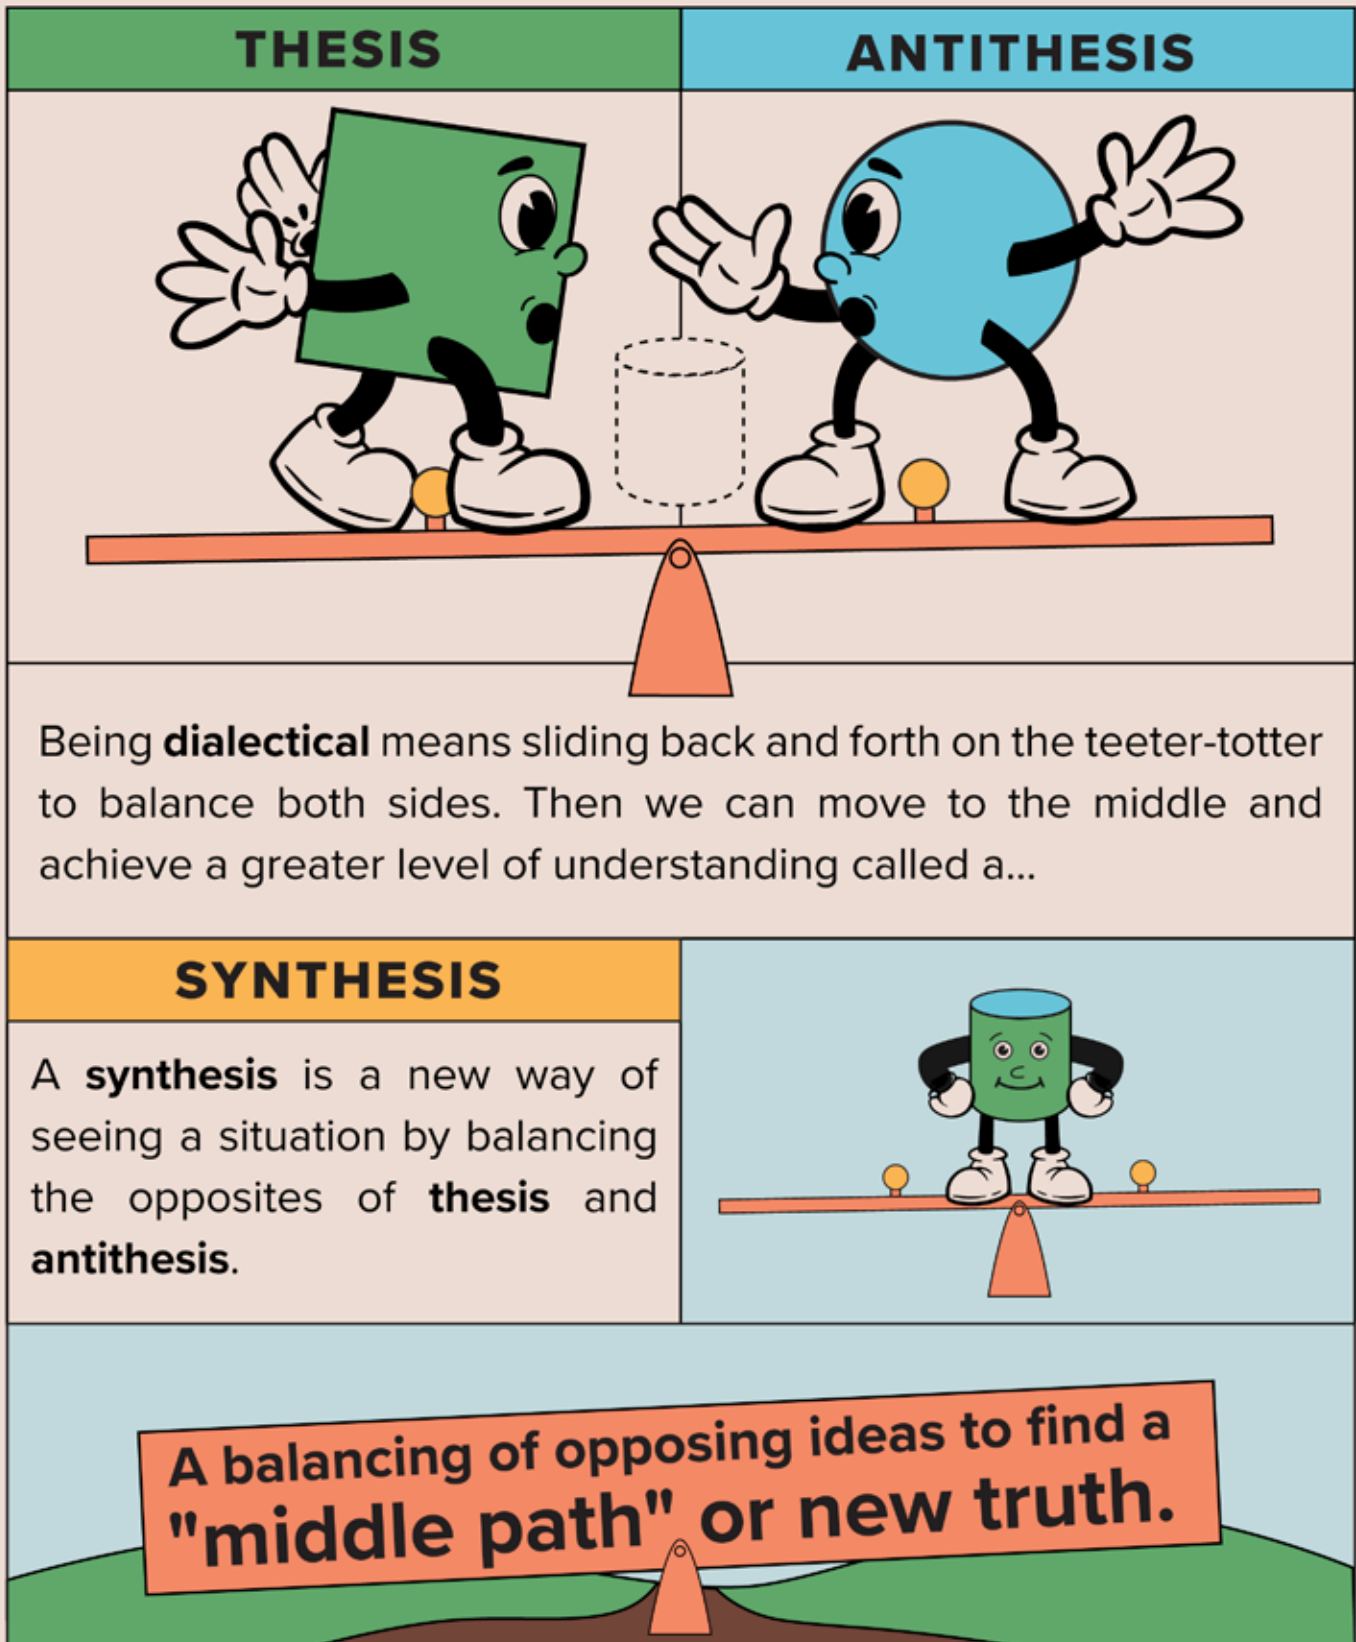 THESIS
ANTITHESIS
Being dialectical means sliding back and forth on the teeter-totter
to balance both sides. Then we can move to the middle and
achieve a greater level of understanding called a...
SYNTHESIS
A synthesis is a new way of
seeing a situation by balancing
the opposites of thesis and
antithesis.
A balancing of opposing ideas to find a
"middle path" or new truth.